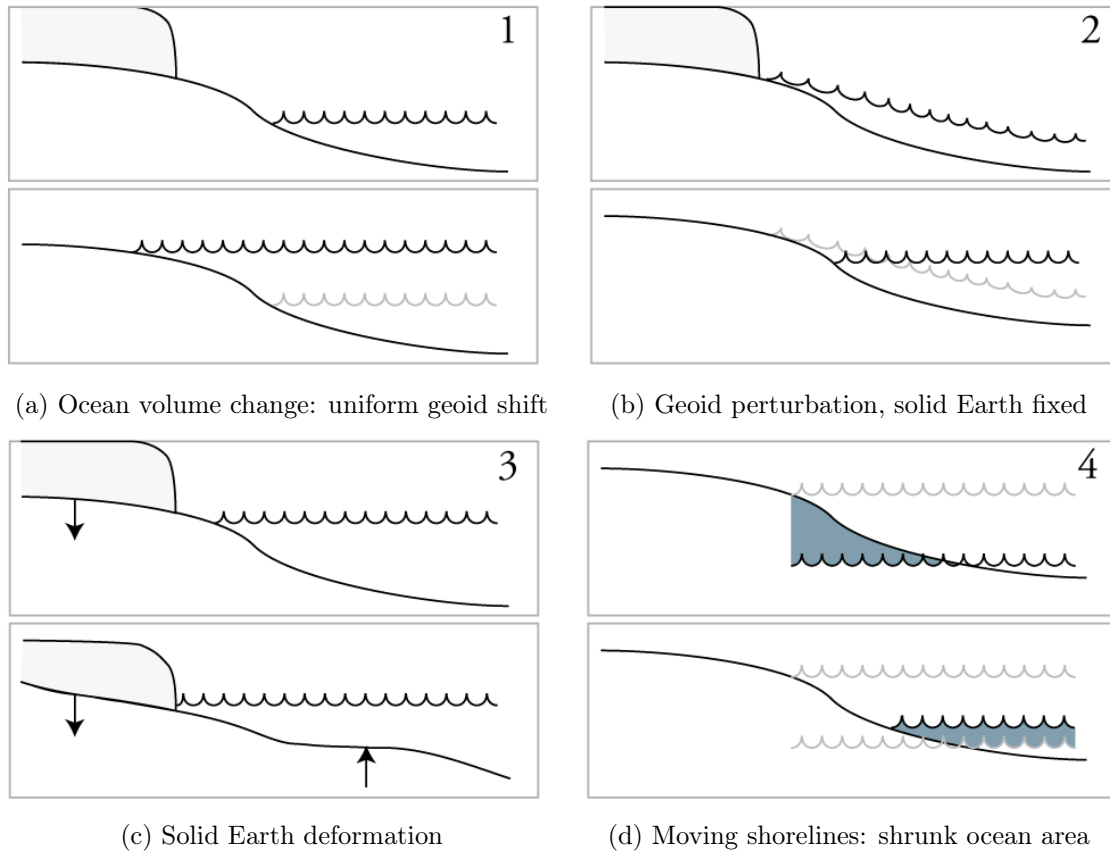 1
2
(a) Ocean volume change: uniform geoid shift
(b) Geoid perturbation, solid Earth fixed
3
4
(c) Solid Earth deformation
(d) Moving shorelines: shrunk ocean area